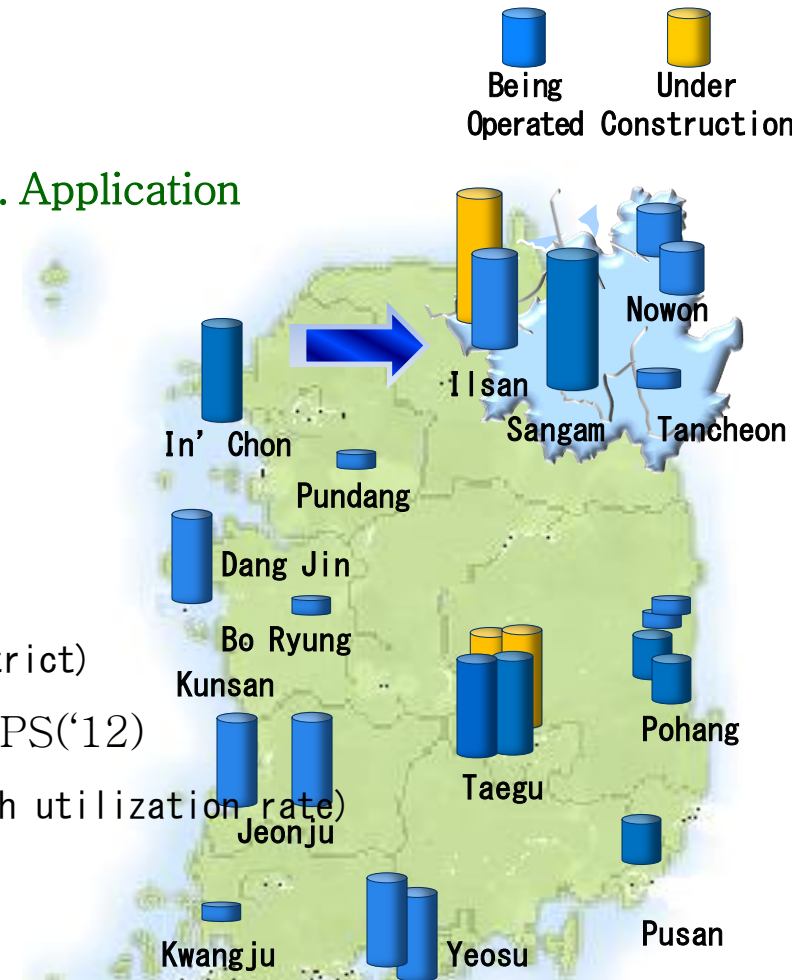 Being
Operated
Under
Construction
. Application
Nowon
Ilsan
Sangam
Tancheon
In’ Chon
Pundang
Dang Jin
Bo Ryung
trict)
Kunsan
PS(‘12)
Pohang
Taegu
h utilization rate)
Jeonju
Pusan
Kwangju
Yeosu